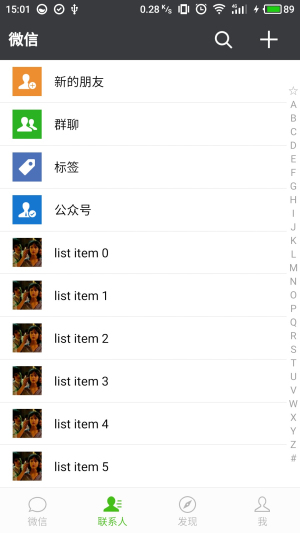 15:01 0.28 K/s 4G 89
微信
新的朋友
群聊
标签
公众号
list item 0
list item 1
list item 2
list item 3
list item 4
list item 5
☆
A
B
C
D
E
F
G
H
I
J
K
L
M
N
O
P
Q
R
S
T
U
V
W
X
Y
Z
#
微信 联系人 发现 我